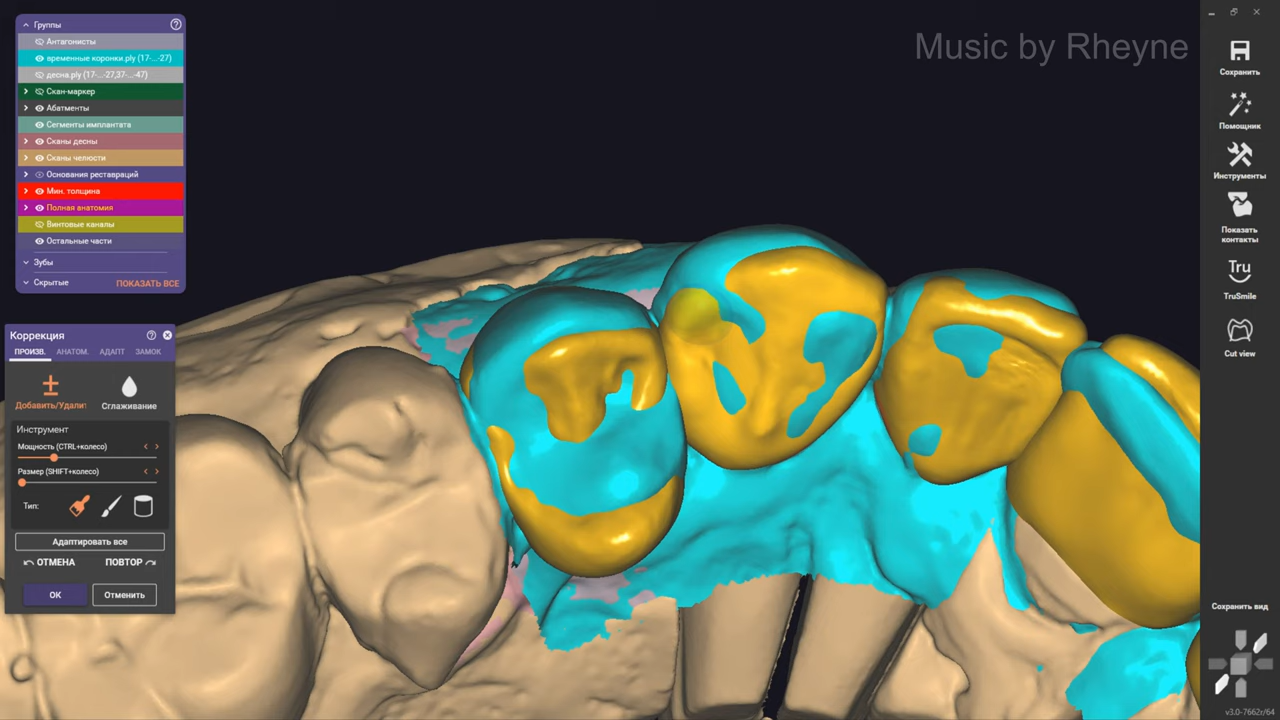 Группы
Антагонисты
временные коронки.ply (17-...-27)
десна.ply (17-...-27,37-...-47)
Скан-маркер
Абатменты
Сегменты имплантата
Сканы десны
Сканы челюсти
Основания реставраций
Мин. толщина
Полная анатомия
Винтовые каналы
Остальные части
Зубы
Скрытые
ПОКАЗАТЬ ВСЕ
Коррекция
ПРОИЗВ. АНАТОМ. АДАПТ ЗАМОК
Добавить/Удалит Сглаживание
Инструмент
Мощность (CTRL+колесо)
Размер (SHIFT+колесо)
Тип:
Адаптировать все
ОТМЕНА ПОВТОР
ОК Отменить
Music by Rheyne
Сохранить
Помощник
Инструменты
Показать
контакты
Tru
TruSmile
Cut view
Сохранить вид
v3.0-7662r/64